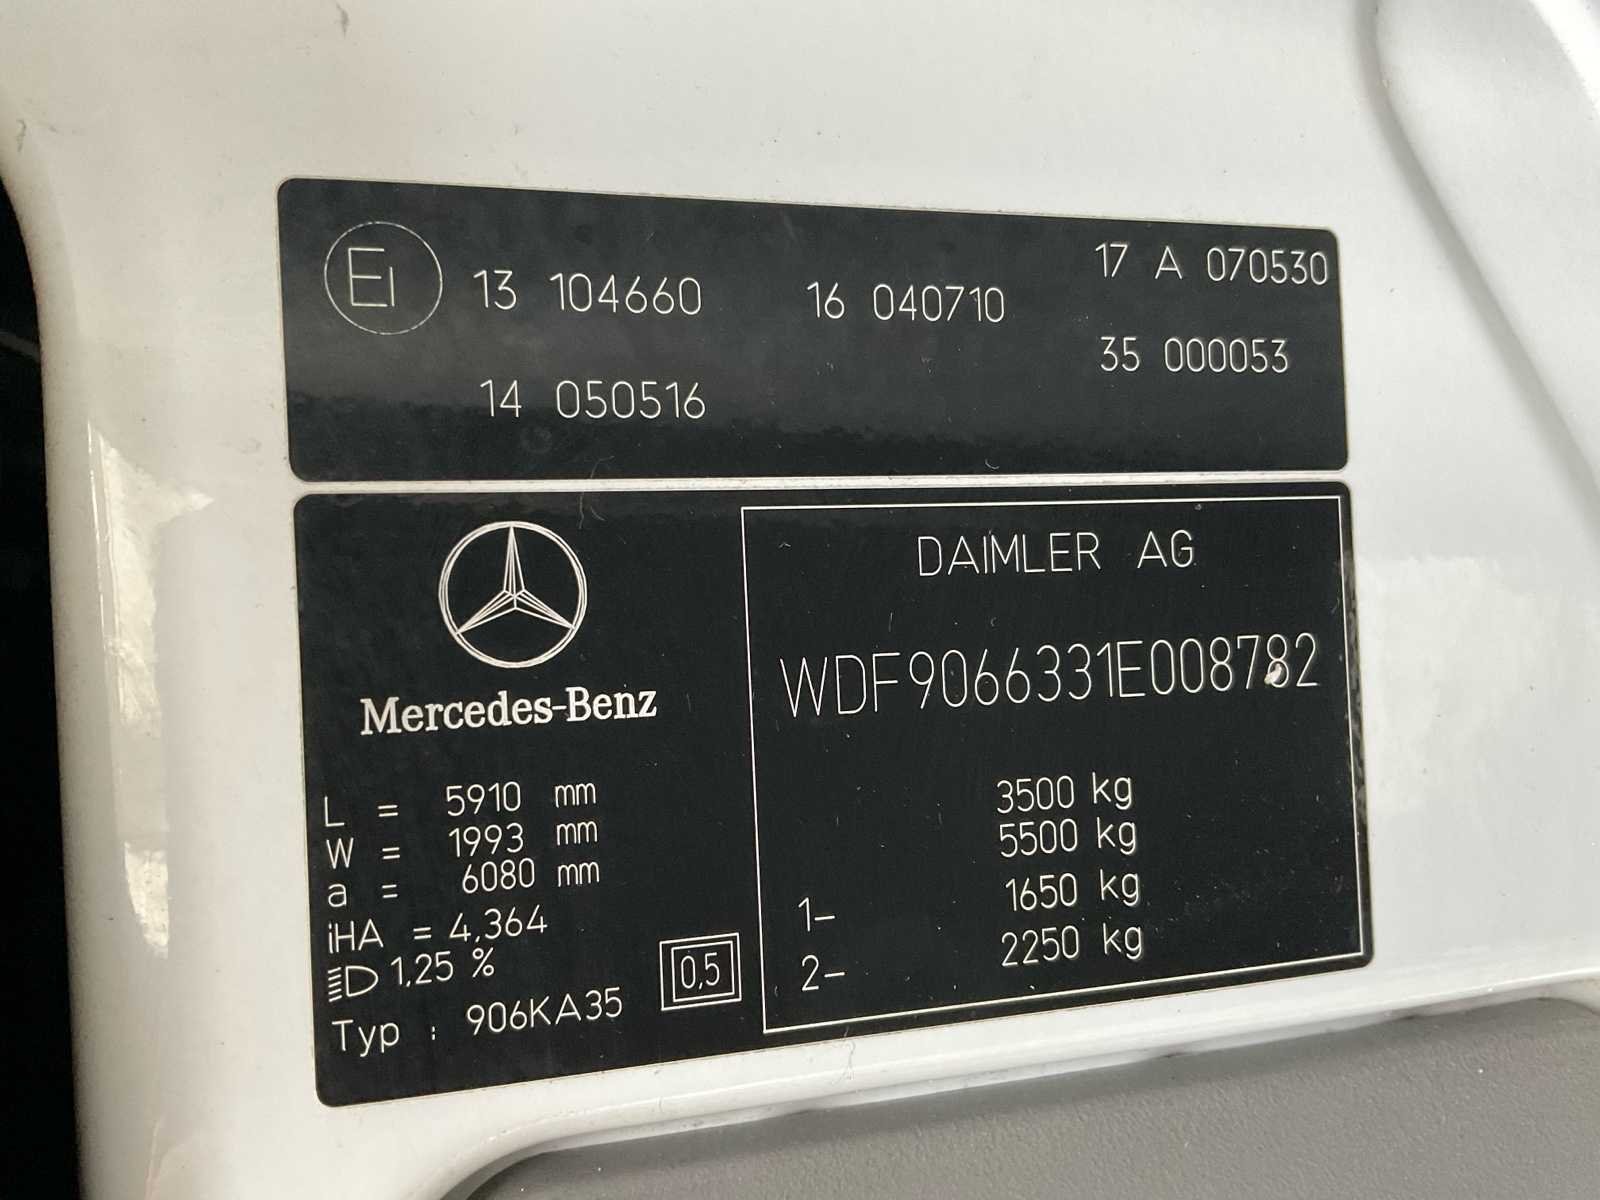 E1 13 104660 16 040710 17 A 070530
14 050516 35 000053
Mercedes-Benz
L = 5910 mm
W = 1993 mm
a = 6080 mm
iHA = 4,364
1,25 %
Typ : 906KA35
0,5
DAIMLER AG
WDF9066331E008782
3500 kg
5500 kg
1- 1650 kg
2- 2250 kg